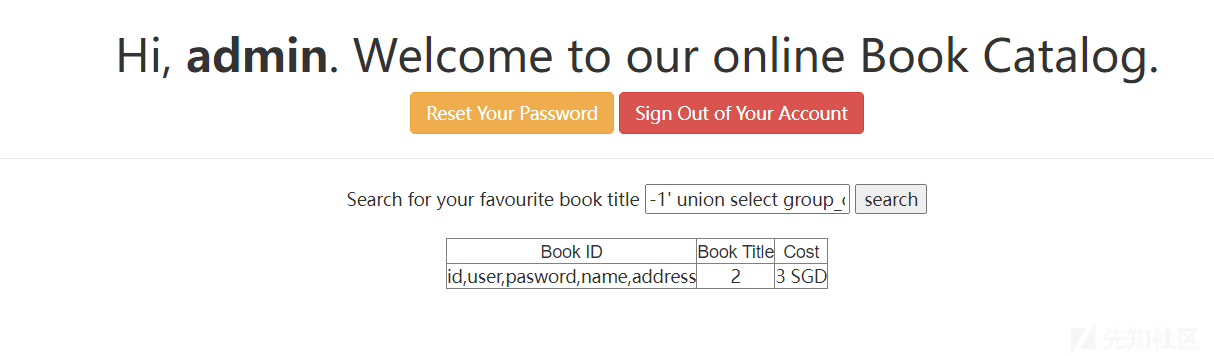 Hi, admin. Welcome to our online Book Catalog.
Reset Your Password Sign Out of Your Account
Search for your favourite book title -1' union select group_ search
Book ID Book Title Cost
id,user,pasword,name,address 2 3 SGD
先知社区